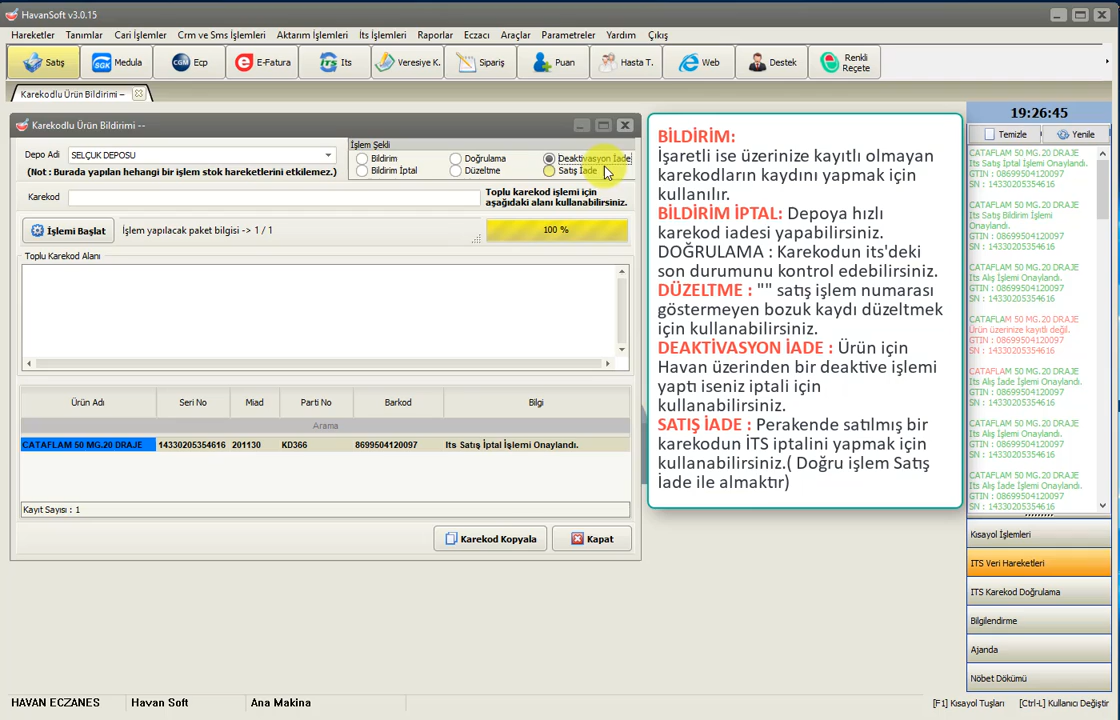 HavanSoft v3.0.15
Hareketler Tanımlar Cari İşlemler Crm ve Sms İşlemleri Aktarım İşlemleri İts İşlemleri Raporlar Eczacı Araçlar Parametreler Yardım Çıkış
Satış
Medula
Ecp
E-Fatura
Its
Veresiye K.
Sipariş
Puan
Hasta T.
Web
Destek
Renkli
Reçete
Karekodlu Ürün Bildirimi --
Karekodlu Ürün Bildirimi --
Depo Adi SELÇUK DEPOSU
(Not : Burada yapılan hehangi bir işlem stok hareketlerini etkilemez.)
İşlem Şekli
Bildirim
Doğrulama
Deaktivasyon İade
Bildirim İptal
Düzeltme
Satış İade
Karekod
Toplu karekod işlemi için
aşağıdaki alanı kullanabilirsiniz.
İşlemi Başlat
İşlem yapılacak paket bilgisi -> 1 / 1
100 %
Toplu Karekod Alanı
Ürün Adı Seri No Miad Parti No Barkod Bilgi
Arama
CATAFLAM 50 MG.20 DRAJE 14330205354616 201130 KD366 8699504120097 Its Satış İptal İşlemi Onaylandı.
Kayıt Sayısı : 1
Karekod Kopyala
Kapat
BİLDİRİM:
İşaretli ise üzerinize kayıtlı olmayan
karekodların kaydını yapmak için
kullanılır.
BİLDİRİM İPTAL: Depoya hızlı
karekod iadesi yapabilirsiniz.
DOĞRULAMA : Karekodun its'deki
son durumunu kontrol edebilirsiniz.
DÜZELTME : "" satış işlem numarası
göstermeyen bozuk kaydı düzeltmek
için kullanabilirsiniz.
DEAKTİVASYON İADE : Ürün için
Havan üzerinden bir deaktive işlemi
yaptı iseniz iptali için
kullanabilirsiniz.
SATIŞ İADE : Perakende satılmış bir
karekodun İTS iptalini yapmak için
kullanabilirsiniz.( Doğru işlem Satış
İade ile almaktır)
19:26:45
Temizle
Yenile
CATAFLAM 50 MG.20 DRAJE
Its Satış İptal İşlemi Onaylandı.
GTIN : 08699504120097
SN : 14330205354616
CATAFLAM 50 MG.20 DRAJE
Its Satış Bildirim İşlemi
Onaylandı.
GTIN : 08699504120097
SN : 14330205354616
CATAFLAM 50 MG.20 DRAJE
Its Alış İşlemi Onaylandı.
GTIN : 08699504120097
SN : 14330205354616
CATAFLAM 50 MG.20 DRAJE
Ürün üzerinize kayıtlı değil.
GTIN : 08699504120097
SN : 14330205354616
CATAFLAM 50 MG.20 DRAJE
Its Alış İade İşlemi Onaylandı.
GTIN : 08699504120097
SN : 14330205354616
CATAFLAM 50 MG.20 DRAJE
Its Alış İşlemi Onaylandı.
GTIN : 08699504120097
SN : 14330205354616
CATAFLAM 50 MG.20 DRAJE
Its Alış İade İşlemi Onaylandı.
GTIN : 08699504120097
SN : 14330205354616
Kısayol İşlemleri
ITS Veri Hareketleri
ITS Karekod Doğrulama
Bilgilendirme
Ajanda
Nöbet Dökümü
HAVAN ECZANES
Havan Soft
Ana Makina
[F1] Kısayol Tuşları
[Ctrl-L] Kullanıcı Değiştir